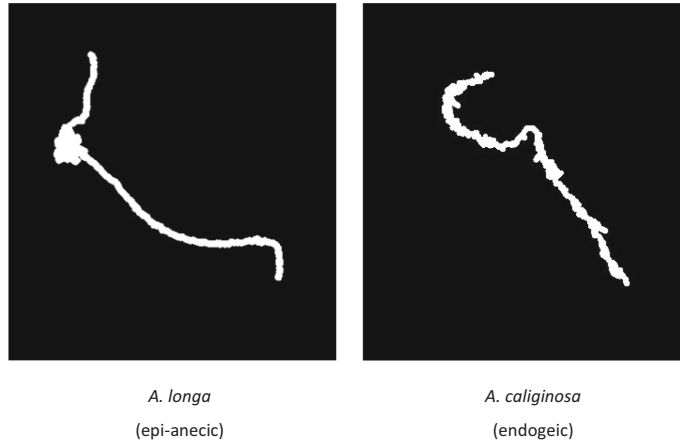 A. longa
(epi-anecic)
A. caliginosa
(endogeic)